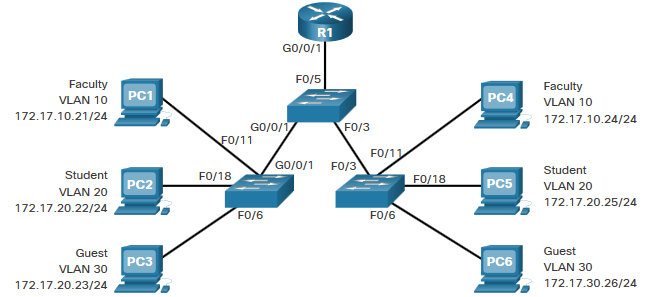 R1
G0/0/1
F0/5
Faculty
VLAN 10
172.17.10.21/24
PC1
PC4
Faculty
VLAN 10
172.17.10.24/24
G0/0/1
F0/3
F0/11
F0/11
G0/0/1
F0/3
Student
VLAN 20
172.17.20.22/24
PC2
F0/18
F0/18
PC5
Student
VLAN 20
172.17.20.25/24
F0/6
F0/6
Guest
VLAN 30
172.17.20.23/24
PC3
PC6
Guest
VLAN 30
172.17.30.26/24